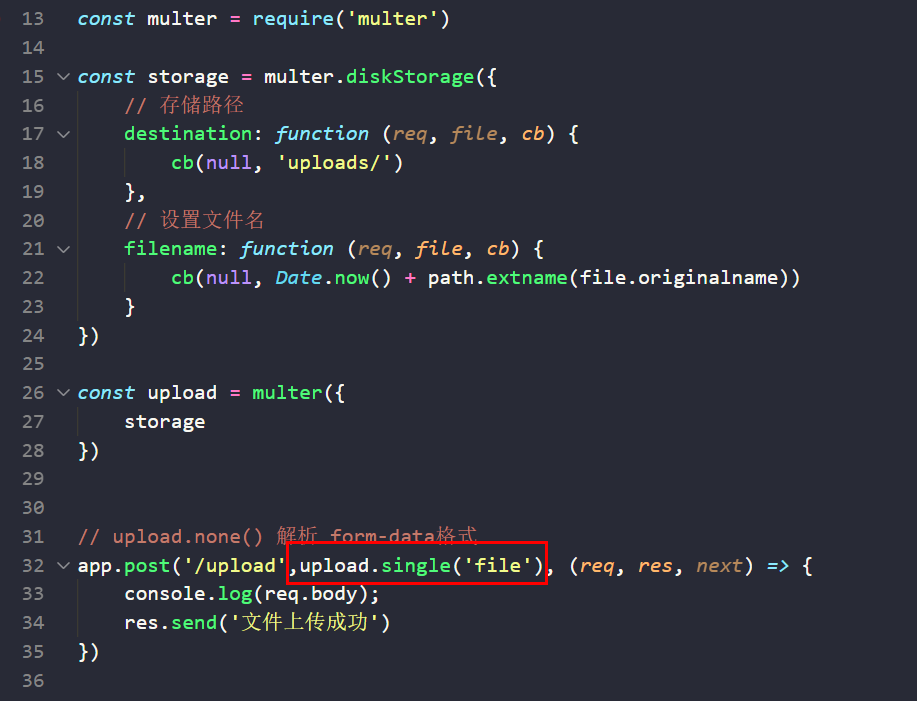 13 const multer = require('multer')
14
15 const storage = multer.diskStorage({
16 // 存储路径
17 destination: function (req, file, cb) {
18 cb(null, 'uploads/')
19 },
20 // 设置文件名
21 filename: function (req, file, cb) {
22 cb(null, Date.now() + path.extname(file.originalname))
23 }
24 })
25
26 const upload = multer({
27 storage
28 })
29
30
31 // upload.none() 解析 form-data格式
32 app.post('/upload',upload.single('file'), (req, res, next) => {
33 console.log(req.body);
34 res.send('文件上传成功')
35 })
36